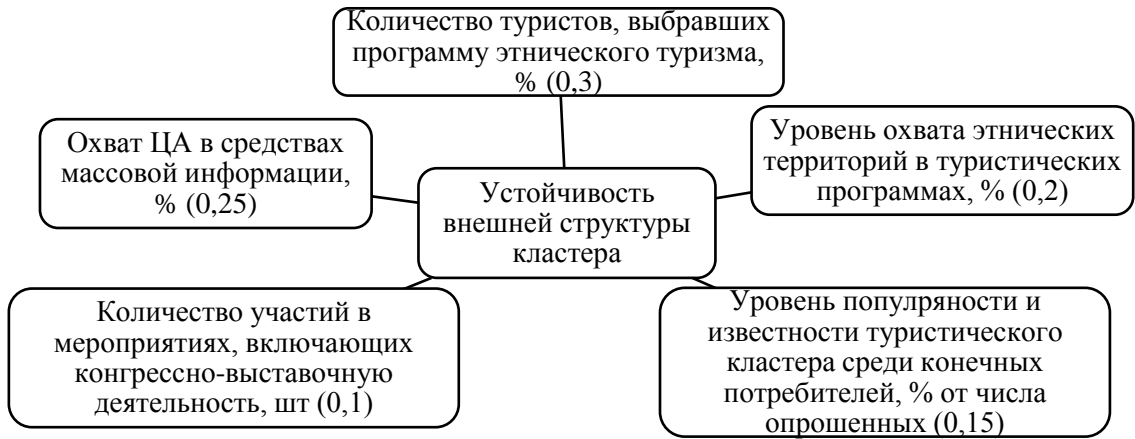 Количество туристов, выбравших
программу этнического туризма,
% (0,3)
Охват ЦА в средствах
массовой информации,
% (0,25)
Уровень охвата этнических
территорий в туристических
программах, % (0,2)
Устойчивость
внешней структуры
кластера
Количество участий в
мероприятиях, включающих
конгрессно-выставочную
деятельность, шт (0,1)
Уровень популряности и
известности туристического
кластера среди конечных
потребителей, % от числа
опрошенных (0,15)